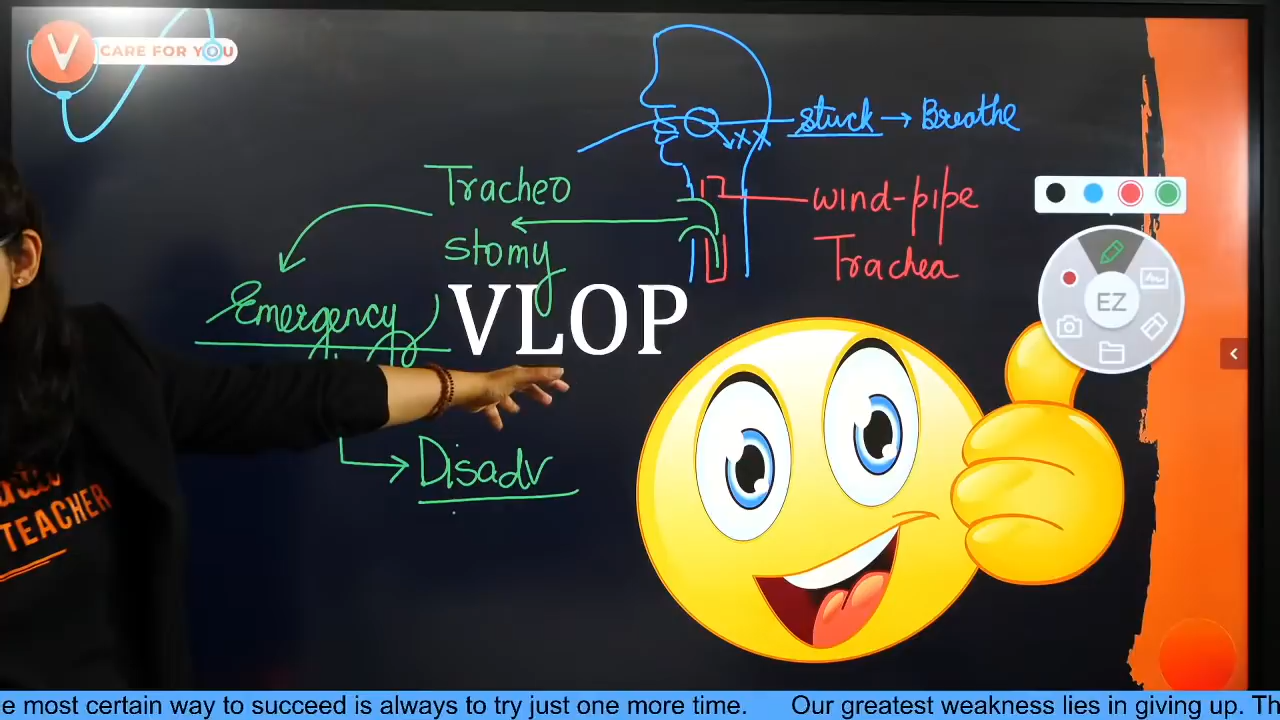 V CARE FOR YOU
stuck → Breathe
Tracheo
stomy
wind-pipe
Trachea
EZ
Emergency
VLOP
Disadv
TEACHER
e most certain way to succeed is always to try just one more time. Our greatest weakness lies in giving up. Th